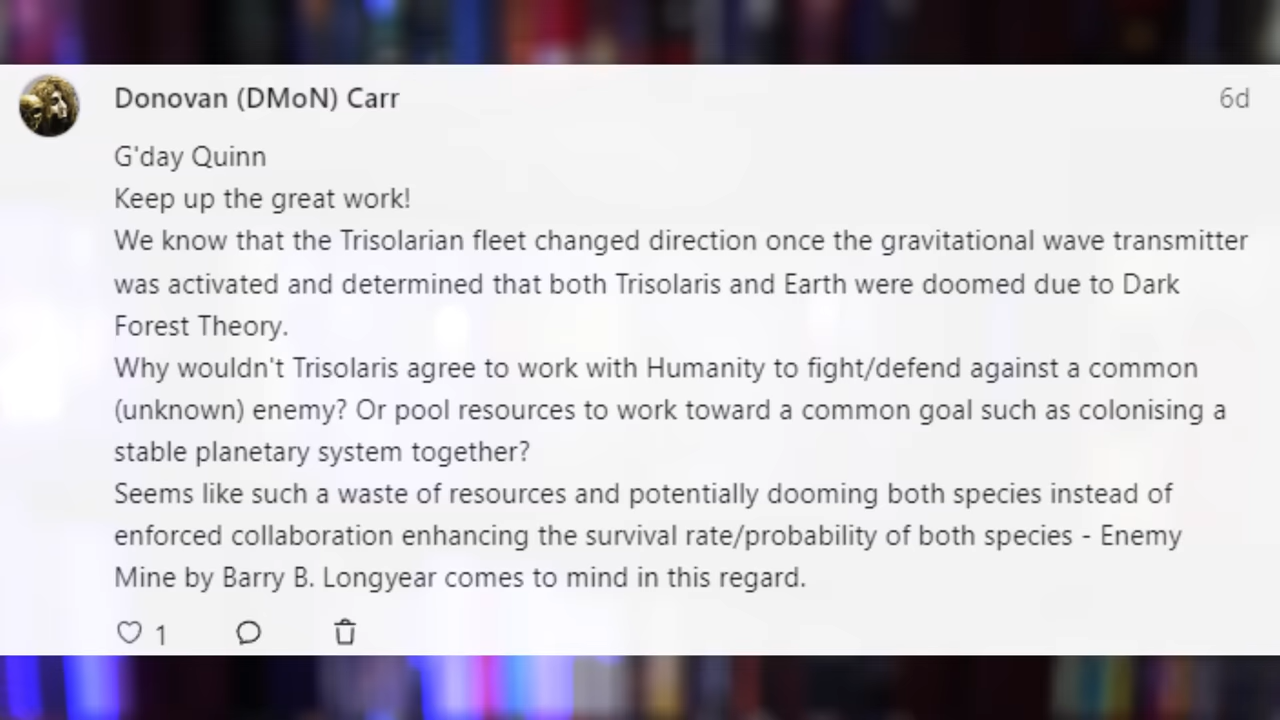 Donovan (DMoN) Carr
6d
G'day Quinn
Keep up the great work!
We know that the Trisolarian fleet changed direction once the gravitational wave transmitter
was activated and determined that both Trisolaris and Earth were doomed due to Dark
Forest Theory.
Why wouldn't Trisolaris agree to work with Humanity to fight/defend against a common
(unknown) enemy? Or pool resources to work toward a common goal such as colonising a
stable planetary system together?
Seems like such a waste of resources and potentially dooming both species instead of
enforced collaboration enhancing the survival rate/probability of both species - Enemy
Mine by Barry B. Longyear comes to mind in this regard.
1